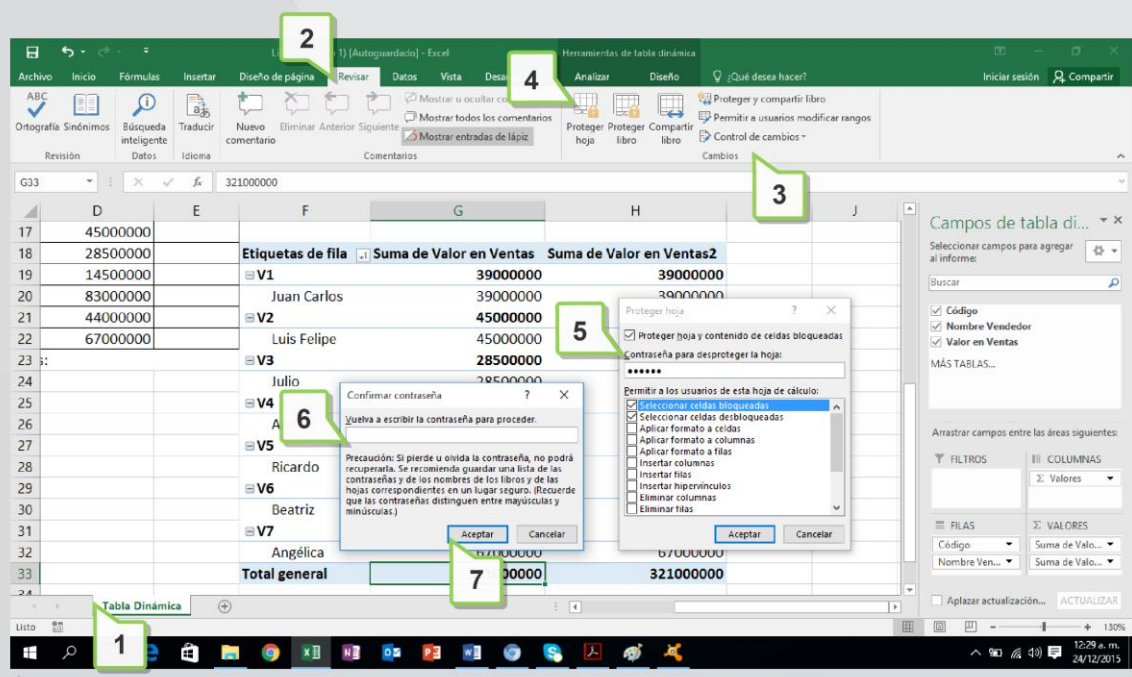 2
1) [Autoguardado] - Excel
Herramientas de tabla dinámica
Archivo Inicio Fórmulas Insertar Diseño de página Revisar Datos Vista Analizar Diseño ¿Qué desea hacer? Iniciar sesión Compartir
4
ABC
Ortografía Sinónimos Búsqueda inteligente Traducir Nuevo comentario Eliminar Anterior Siguiente
Mostrar u ocultar
Mostrar todos los comentarios
Mostrar entradas de lápiz
Proteger hoja Proteger libro Compartir libro
Proteger y compartir libro
Permitir a usuarios modificar rangos
Control de cambios
Revisión Datos Idioma Comentarios Cambios
3
G33 fx 321000000
D E F G H J
17 45000000
18 28500000 Etiquetas de fila Suma de Valor en Ventas Suma de Valor en Ventas2
19 14500000 V1 39000000 39000000
20 83000000 Juan Carlos 39000000 39000000
21 44000000 V2 45000000
22 67000000 Luis Felipe 45000000
23 s: V3 28500000
24 Julio 28500000
25 V4
26 A
27 V5
28 Ricardo
29 V6
30 Beatriz
31 V7
32 Angélica 67000000 67000000
33 Total general 00000 321000000
34
5
Proteger hoja ? ×
Proteger hoja y contenido de celdas bloqueadas
Contraseña para desproteger la hoja:
••••••
Permitir a los usuarios de esta hoja de cálculo:
Seleccionar celdas bloqueadas
Seleccionar celdas desbloqueadas
Aplicar formato a celdas
Aplicar formato a columnas
Aplicar formato a filas
Insertar columnas
Insertar filas
Insertar hipervínculos
Eliminar columnas
Eliminar filas
Aceptar Cancelar
6
Confirmar contraseña ? ×
Vuelva a escribir la contraseña para proceder.
Precaución: Si pierde u olvida la contraseña, no podrá
recuperarla. Se recomienda guardar una lista de las
contraseñas y de los nombres de los libros y de las
hojas correspondientes en un lugar seguro. (Recuerde
que las contraseñas distinguen entre mayúsculas y
minúsculas.)
Aceptar Cancelar
7
Campos de tabla di...
Seleccionar campos para agregar
al informe:
Buscar
Código
Nombre Vendedor
Valor en Ventas
MÁS TABLAS...
Arrastrar campos entre las áreas siguientes:
FILTROS COLUMNAS
Σ Valores
FILAS Σ VALORES
Código Suma de Valo...
Nombre Ven... Suma de Valo...
Aplazar actualización... ACTUALIZAR
Tabla Dinámica
1
Listo 130%
12:29 a. m.
24/12/2015